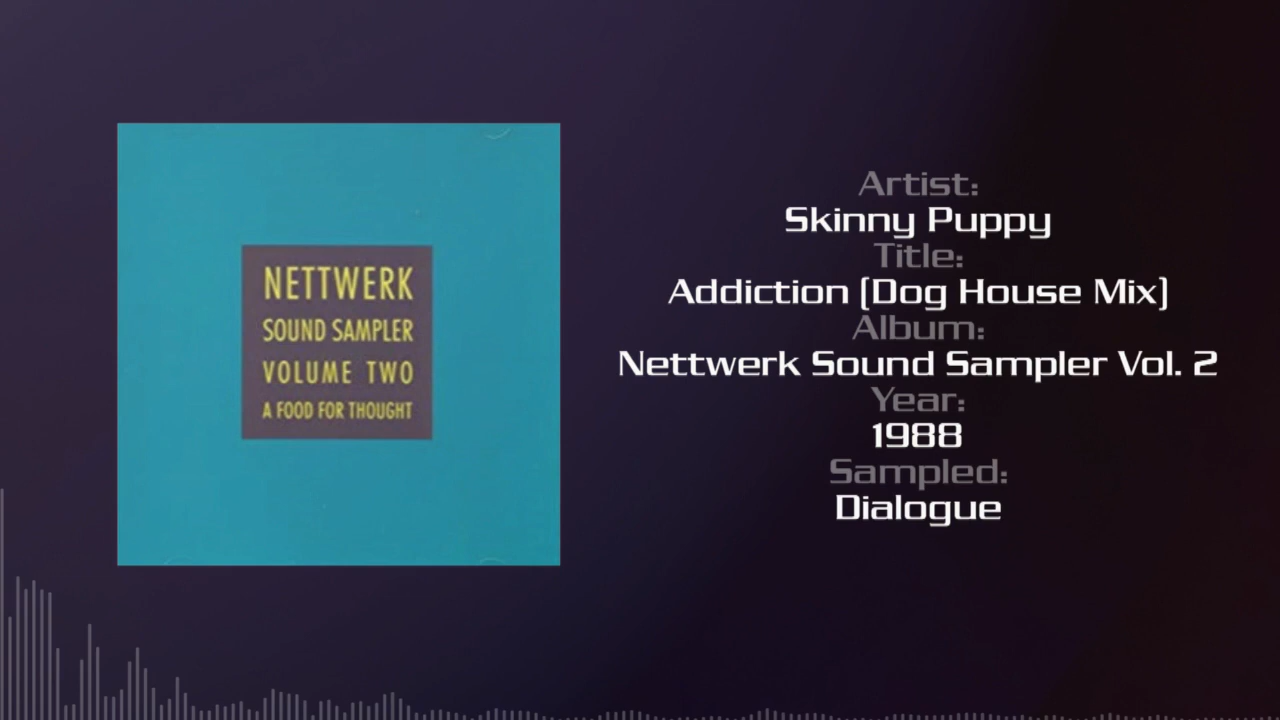 NETTWERK
SOUND SAMPLER
VOLUME TWO
A FOOD FOR THOUGHT
Artist:
Skinny Puppy
Title:
Addiction (Dog House Mix)
Album:
Nettwerk Sound Sampler Vol. 2
Year:
1988
Sampled:
Dialogue